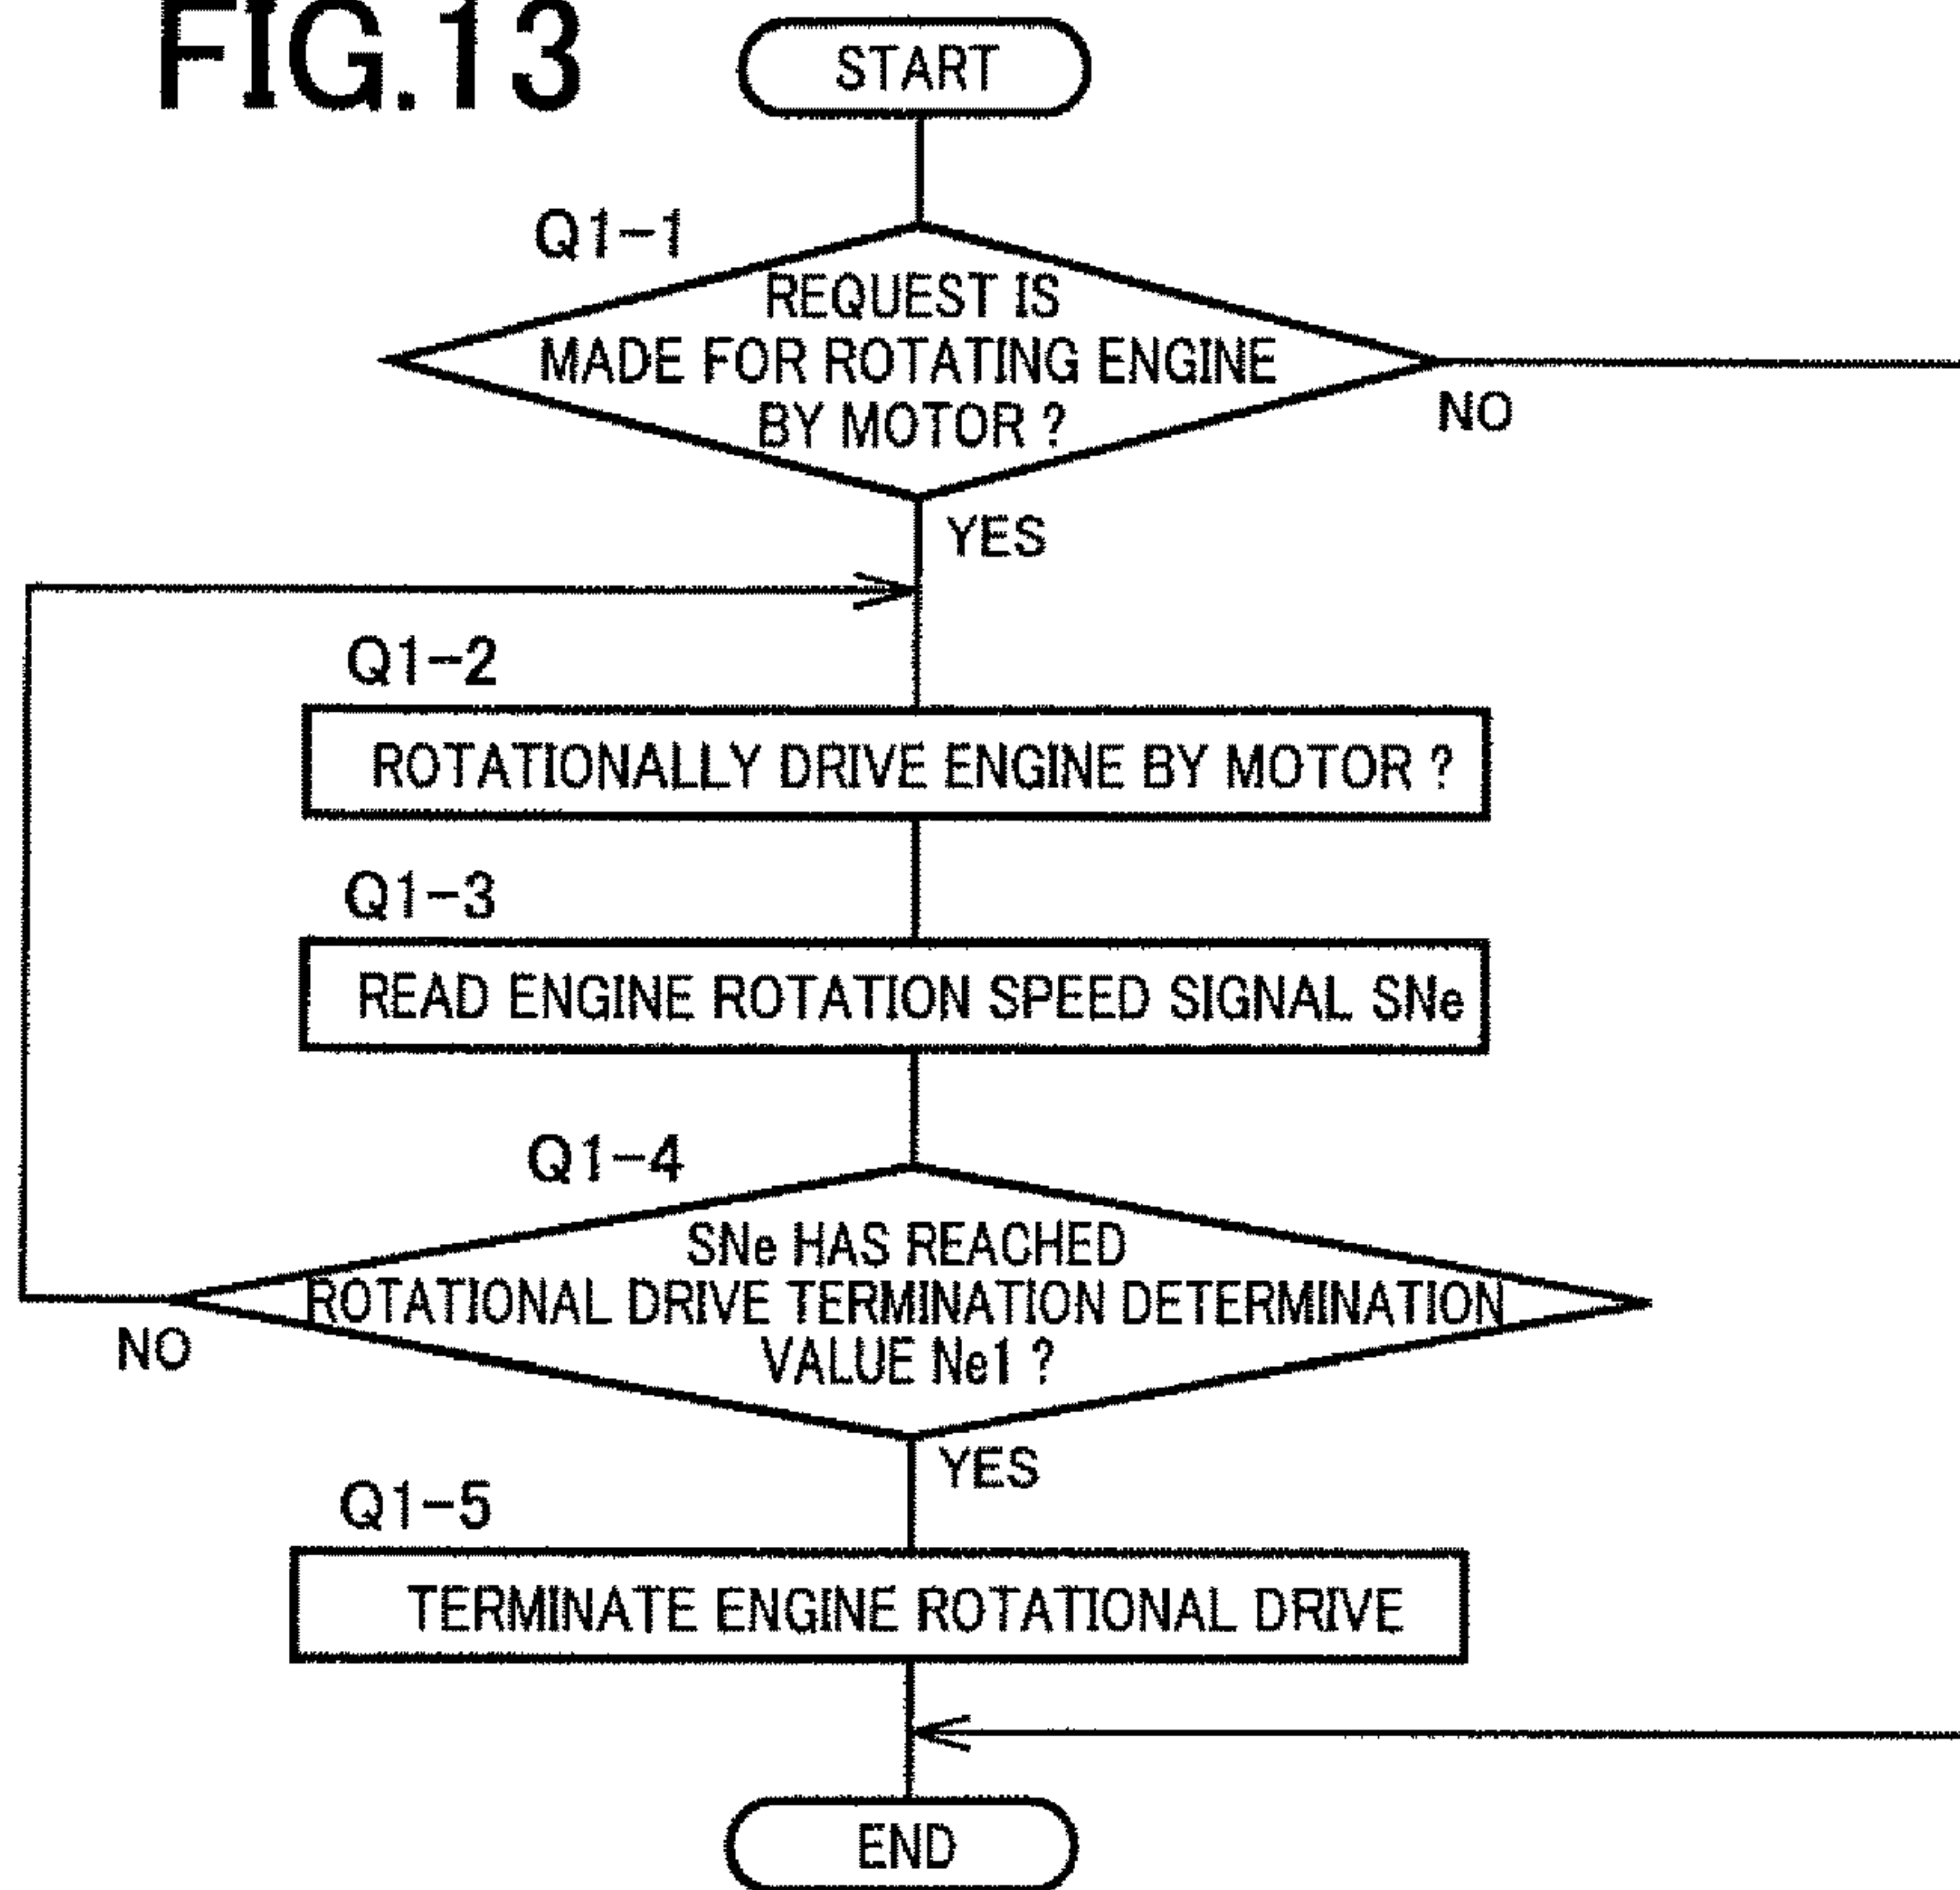 FIG.13
START
Q1-1
REQUEST IS
MADE FOR ROTATING ENGINE
BY MOTOR ?
NO
YES
Q1-2
ROTATIONALLY DRIVE ENGINE BY MOTOR ?
Q1-3
READ ENGINE ROTATION SPEED SIGNAL SNe
Q1-4
SNe HAS REACHED
ROTATIONAL DRIVE TERMINATION DETERMINATION
VALUE Ne1 ?
NO
YES
Q1-5
TERMINATE ENGINE ROTATIONAL DRIVE
END